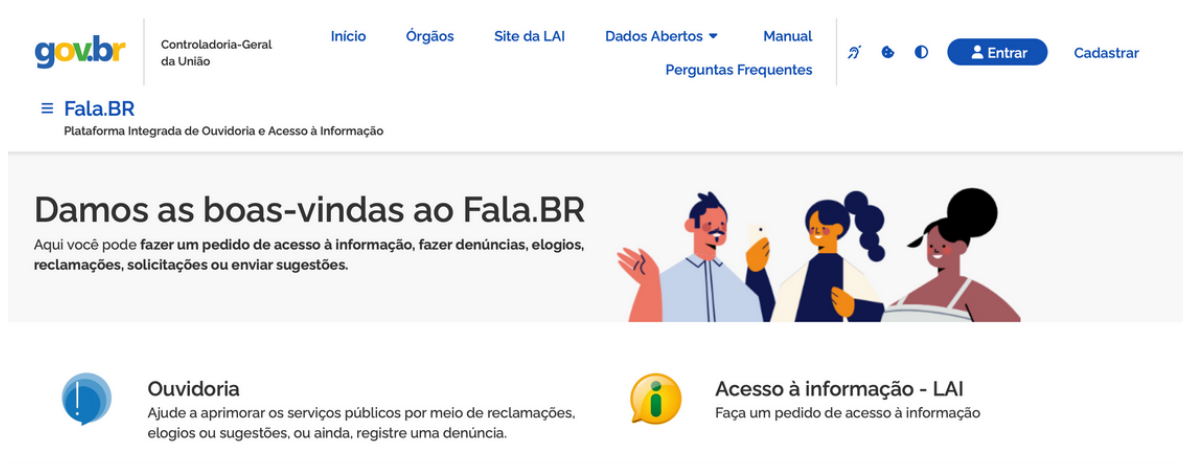 gov.br
Controladoria-Geral
da União
Início
Órgãos
Site da LAI
Dados Abertos
Manual
Perguntas Frequentes
Entrar
Cadastrar
Fala.BR
Plataforma Integrada de Ouvidoria e Acesso à Informação
Damos as boas-vindas ao Fala.BR
Aqui você pode fazer um pedido de acesso à informação, fazer denúncias, elogios,
reclamações, solicitações ou enviar sugestões.
Ouvidoria
Ajude a aprimorar os serviços públicos por meio de reclamações,
elogios ou sugestões, ou ainda, registre uma denúncia.
Acesso à informação - LAI
Faça um pedido de acesso à informação